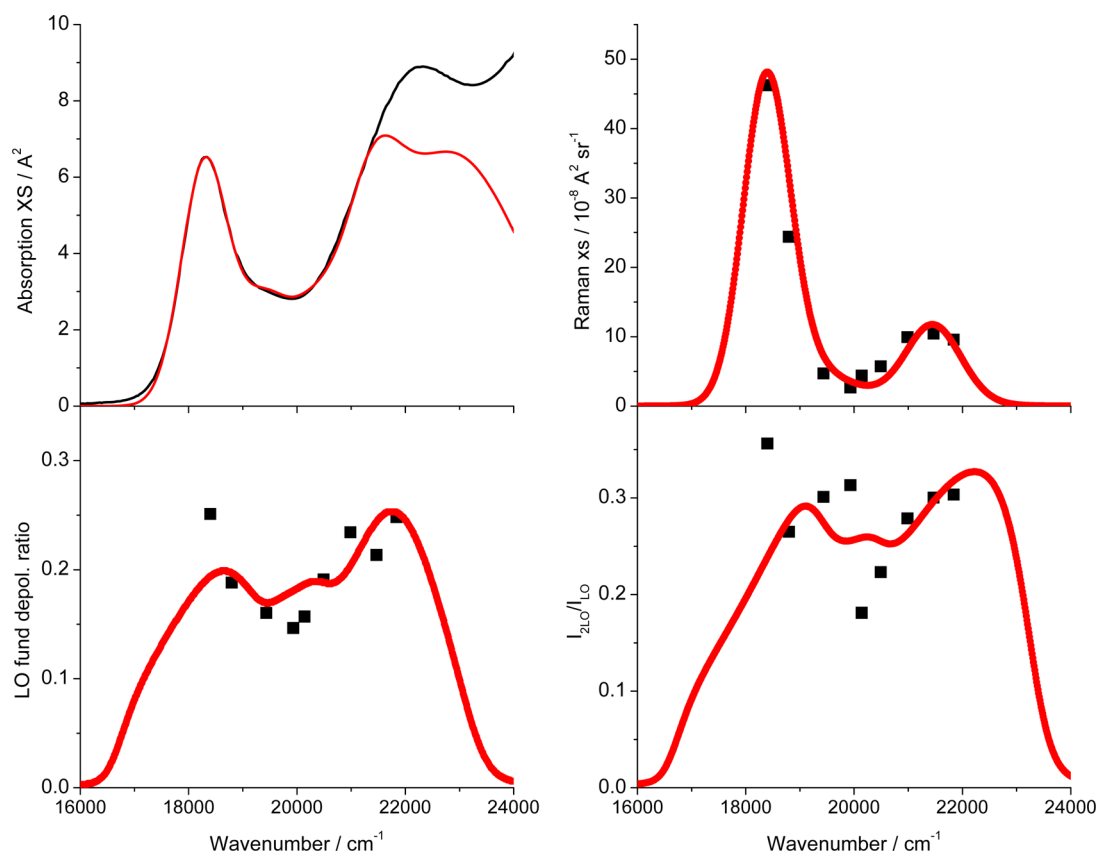 Absorption XS / A²
10
8
6
4
2
0
Raman xs / 10⁻⁸ A² sr⁻¹
50
40
30
20
10
0
LO fund depol. ratio
0.3
0.2
0.1
0.0
16000 18000 20000 22000 24000
Wavenumber / cm⁻¹
I₂LO/ILO
0.3
0.2
0.1
0.0
16000 18000 20000 22000 24000
Wavenumber / cm⁻¹